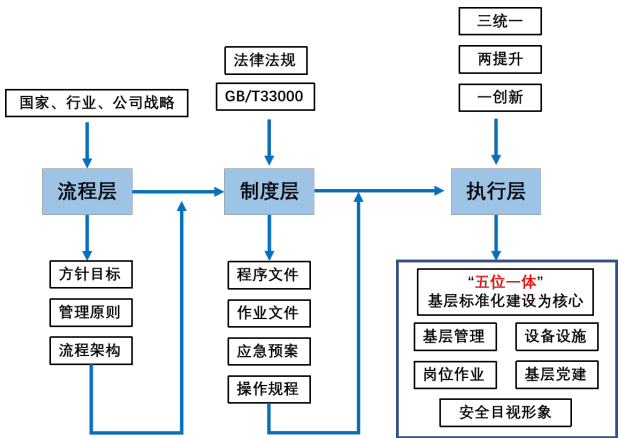 三统一
两提升
一创新
法律法规
GB/T33000
国家、行业、公司战略
流程层
制度层
执行层
方针目标
管理原则
流程架构
程序文件
作业文件
应急预案
操作规程
“五位一体”
基层标准化建设为核心
基层管理
设备设施
岗位作业
基层党建
安全目视形象